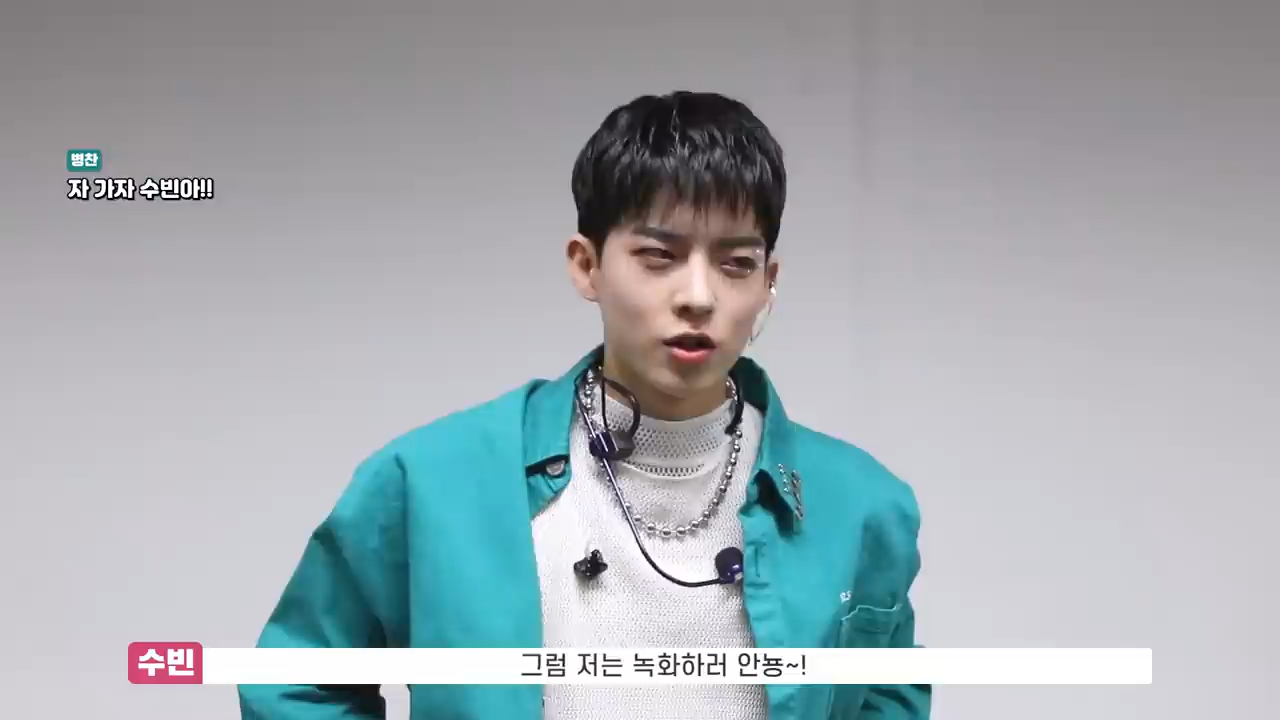 병찬
자 가자 수빈아!!
수빈
그럼 저는 녹화하러 안뇽~!